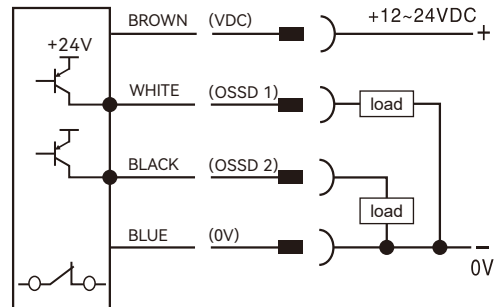 BROWN (VDC) +12~24VDC
+
+24V
WHITE (OSSD 1) load
BLACK (OSSD 2)
load
BLUE (0V) −
0V